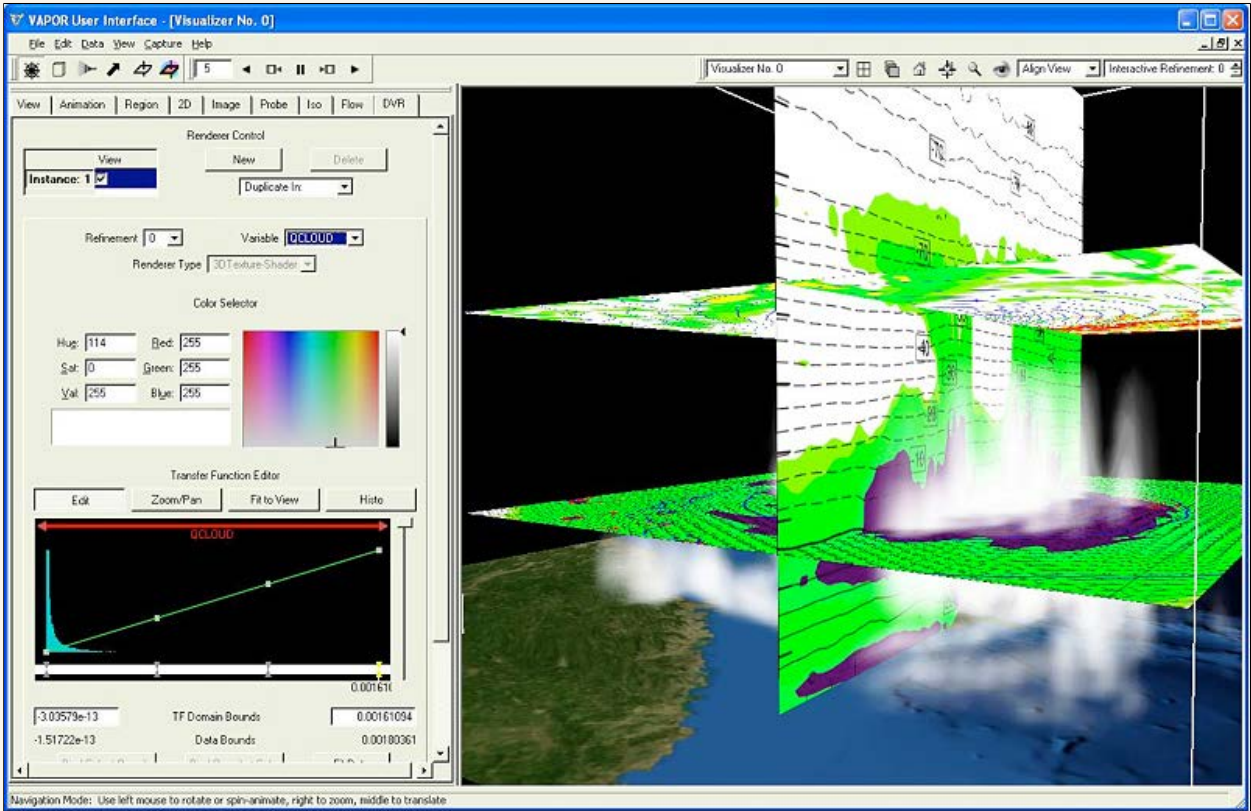 VAPOR User Interface - [Visualizer No. 0]
File Edit Data View Capture Help
5 Visualizer No. 0 Align View Interactive Refinement: 0
View Animation Region 2D Image Probe Iso Flow DVR
Renderer Control
View New Delete
Instance: 1
Duplicate In:
Refinement 0 Variable QCLOUD
Renderer Type 3DTexture-Shader
Color Selector
Hue: 114 Red: 255
Sat: 0 Green: 255
Val: 255 Blue: 255
Transfer Function Editor
Edit Zoom/Pan Fit to View Histo
QCLOUD
0.001610
-3.03579e-13 TF Domain Bounds 0.00161094
-1.51722e-13 Data Bounds 0.00180361
-70
-70
-40
-10
Navigation Mode: Use left mouse to rotate or spin-animate, right to zoom, middle to translate